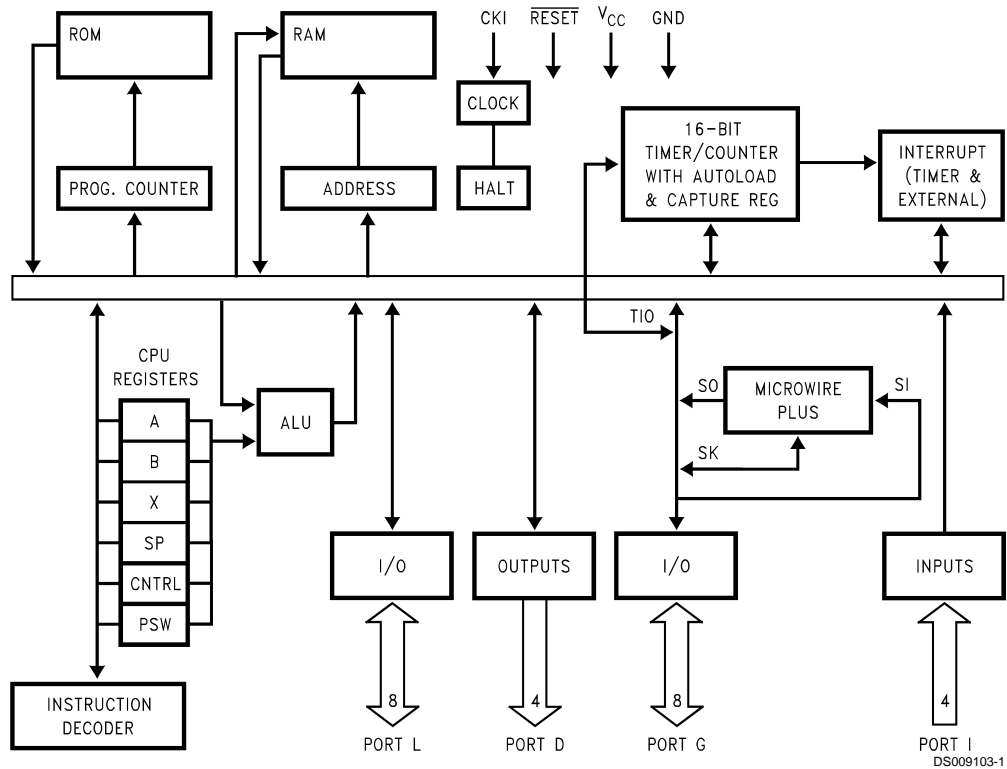 ROM
RAM
CKI
RESET
VCC
GND
CLOCK
16-BIT
TIMER/COUNTER
WITH AUTOLOAD
& CAPTURE REG
INTERRUPT
(TIMER &
EXTERNAL)
PROG. COUNTER
ADDRESS
HALT
TIO
CPU
REGISTERS
A
B
X
SP
CNTRL
PSW
ALU
SO
MICROWIRE
PLUS
SI
SK
I/O
OUTPUTS
I/O
INPUTS
INSTRUCTION
DECODER
8
4
8
4
PORT L
PORT D
PORT G
PORT I
DS009103-1